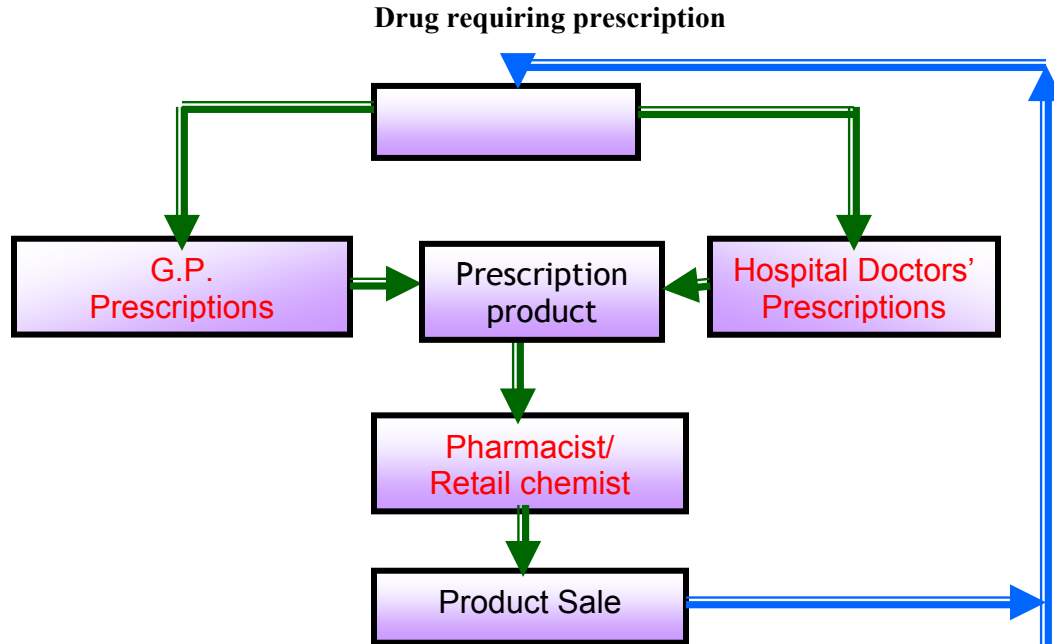 Drug requiring prescription
G.P.
Prescriptions
Prescription
product
Hospital Doctors’
Prescriptions
Pharmacist/
Retail chemist
Product Sale